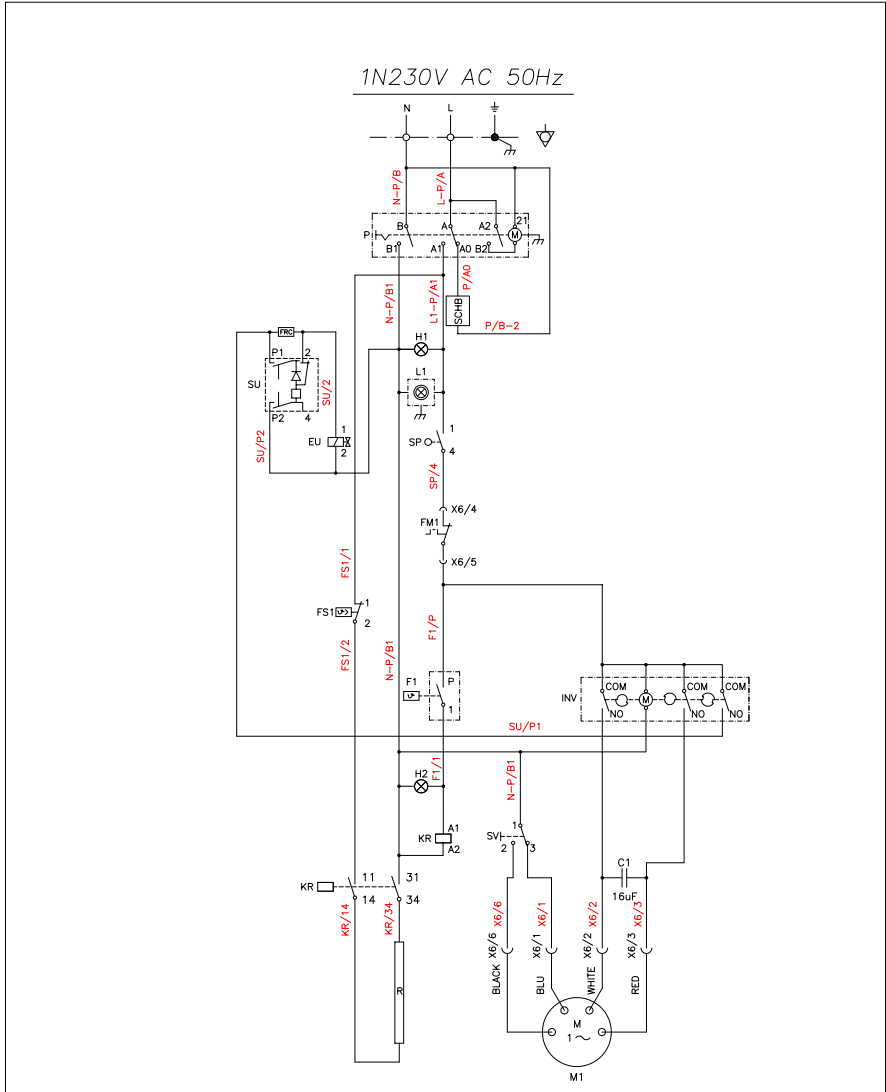 1N230V AC 50Hz
N L
N-P/B L-P/A
B A A2 21
P M
B1 A1 A0 B2
P/A0
N-P/B1 L1-P/A1 SCHB
P/B-2
FRC
H1
P1 2
L1
SU SU/2
P2 4
SU/P2
EU 1
2
SP 1
4
SP/4
X6/4
FM1
X6/5
FS1/1
FS1 1
2
F1/P
FS1/2
N-P/B1
F1 P
1
COM COM COM
INV M
NO NO NO
SU/P1
F1/1
H2
N-P/B1
KR A1
A2
SV 1
2 3
C1
16uF
KR 11 31
14 34
KR/14 KR/34
X6/6 X6/1 X6/2 X6/3
X6/6 X6/1 X6/2 X6/3
BLACK BLU WHITE RED
R
M
1~
M1